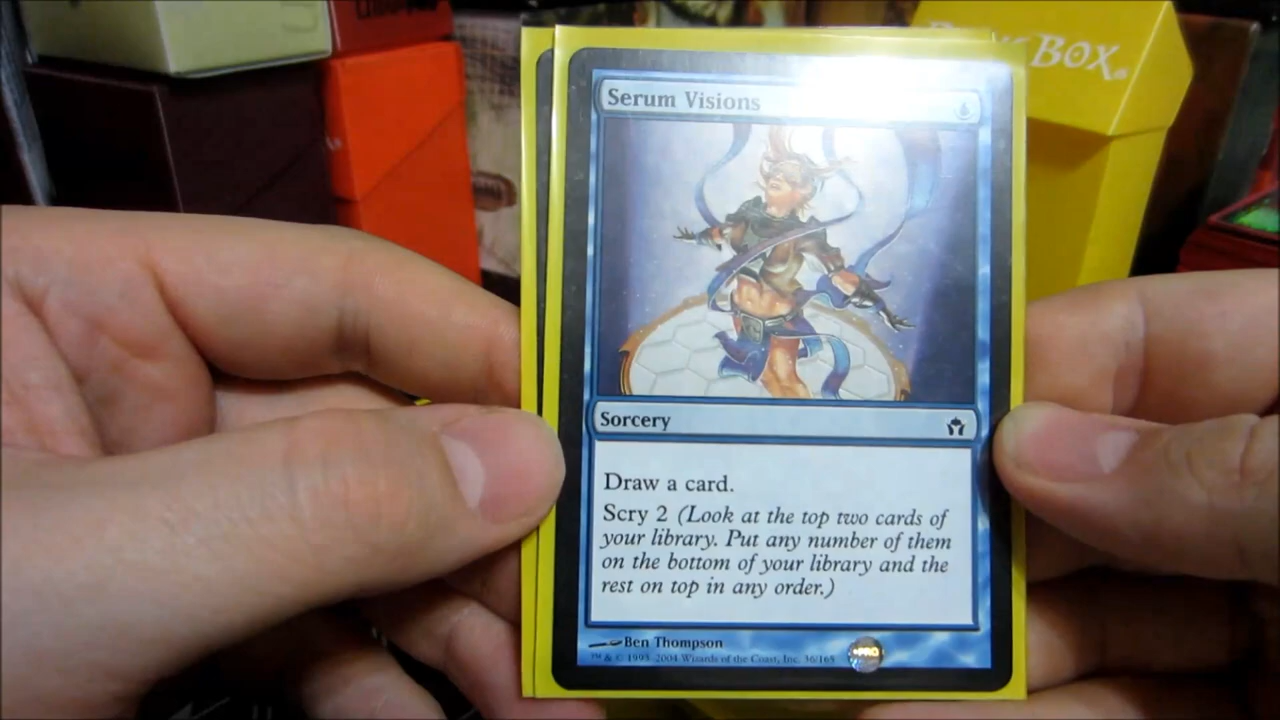 BOX
Serum Visions
Sorcery
Draw a card.
Scry 2 (Look at the top two cards of
your library. Put any number of them
on the bottom of your library and the
rest on top in any order.)
Ben Thompson
™ & © 1993-2004 Wizards of the Coast, Inc. 36/165
PRO